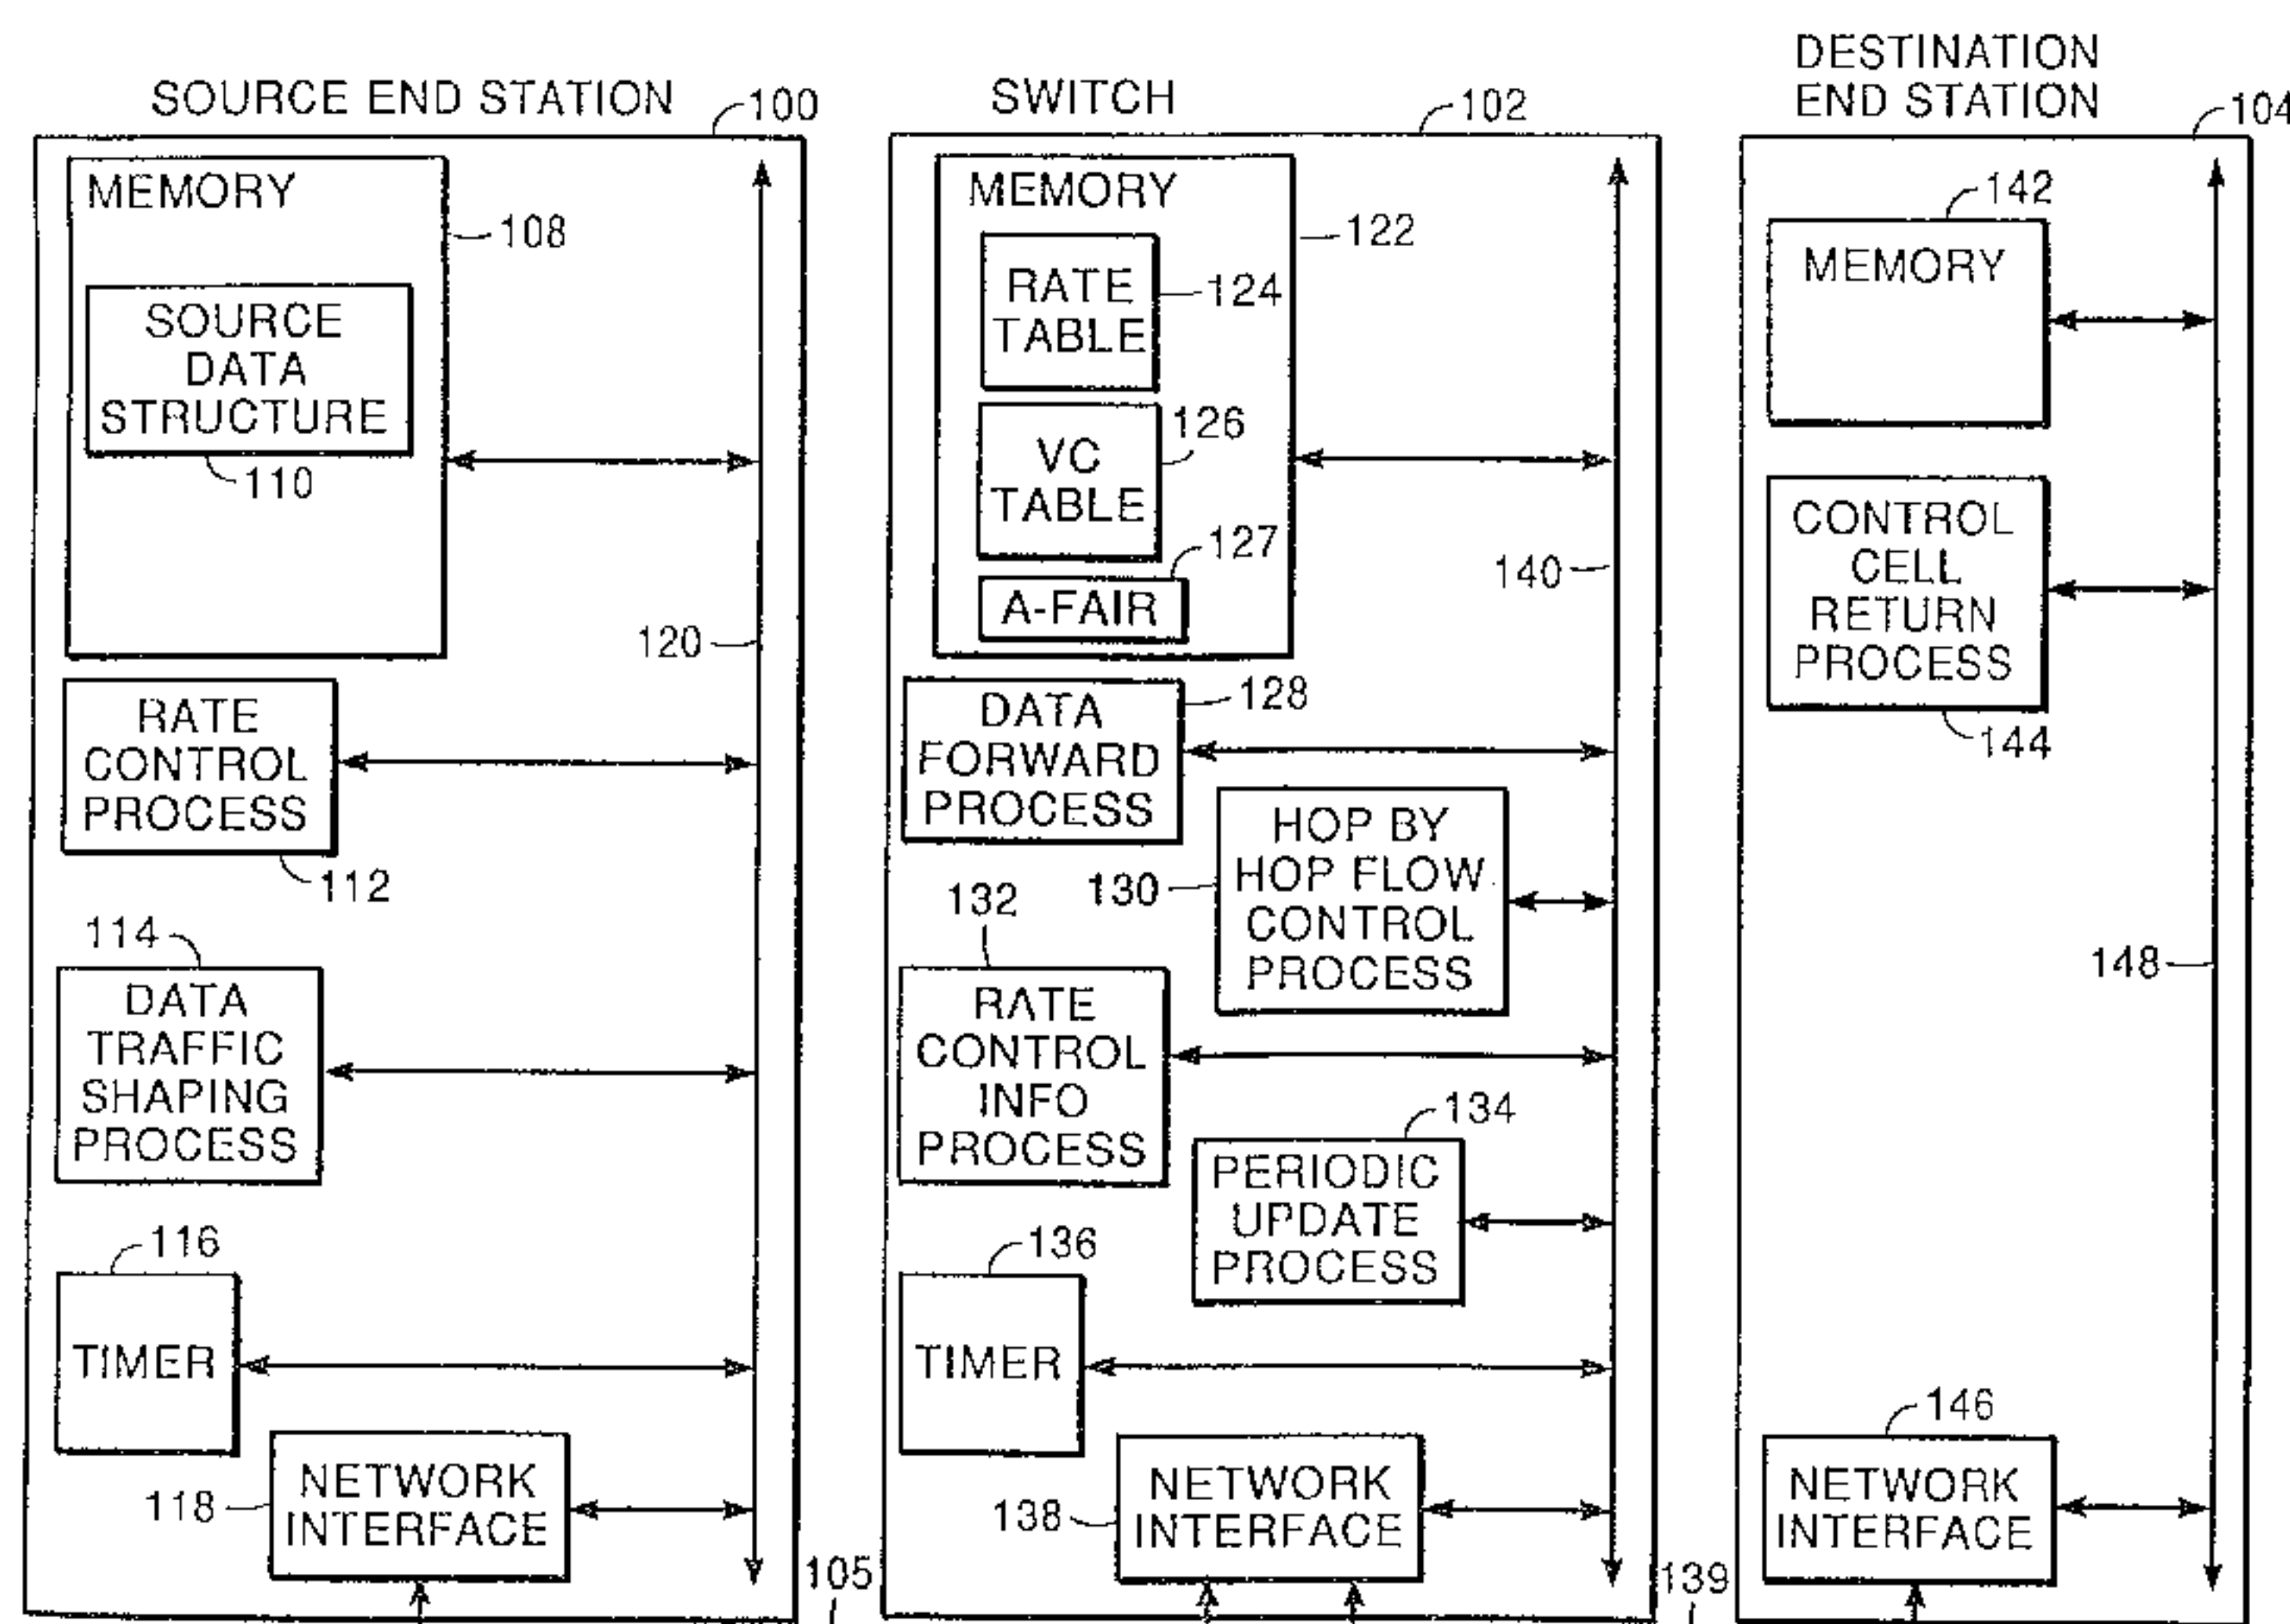 SOURCE END STATION
100
MEMORY
108
SOURCE
DATA
STRUCTURE
110
120
RATE
CONTROL
PROCESS
112
114
DATA
TRAFFIC
SHAPING
PROCESS
116
TIMER
118
NETWORK
INTERFACE
105
SWITCH
102
MEMORY
122
RATE
TABLE
124
126
VC
TABLE
127
A-FAIR
140
128
DATA
FORWARD
PROCESS
130
HOP BY
HOP FLOW
CONTROL
PROCESS
132
RATE
CONTROL
INFO
PROCESS
134
PERIODIC
UPDATE
PROCESS
136
TIMER
138
NETWORK
INTERFACE
139
DESTINATION
END STATION
104
142
MEMORY
CONTROL
CELL
RETURN
PROCESS
144
148
146
NETWORK
INTERFACE